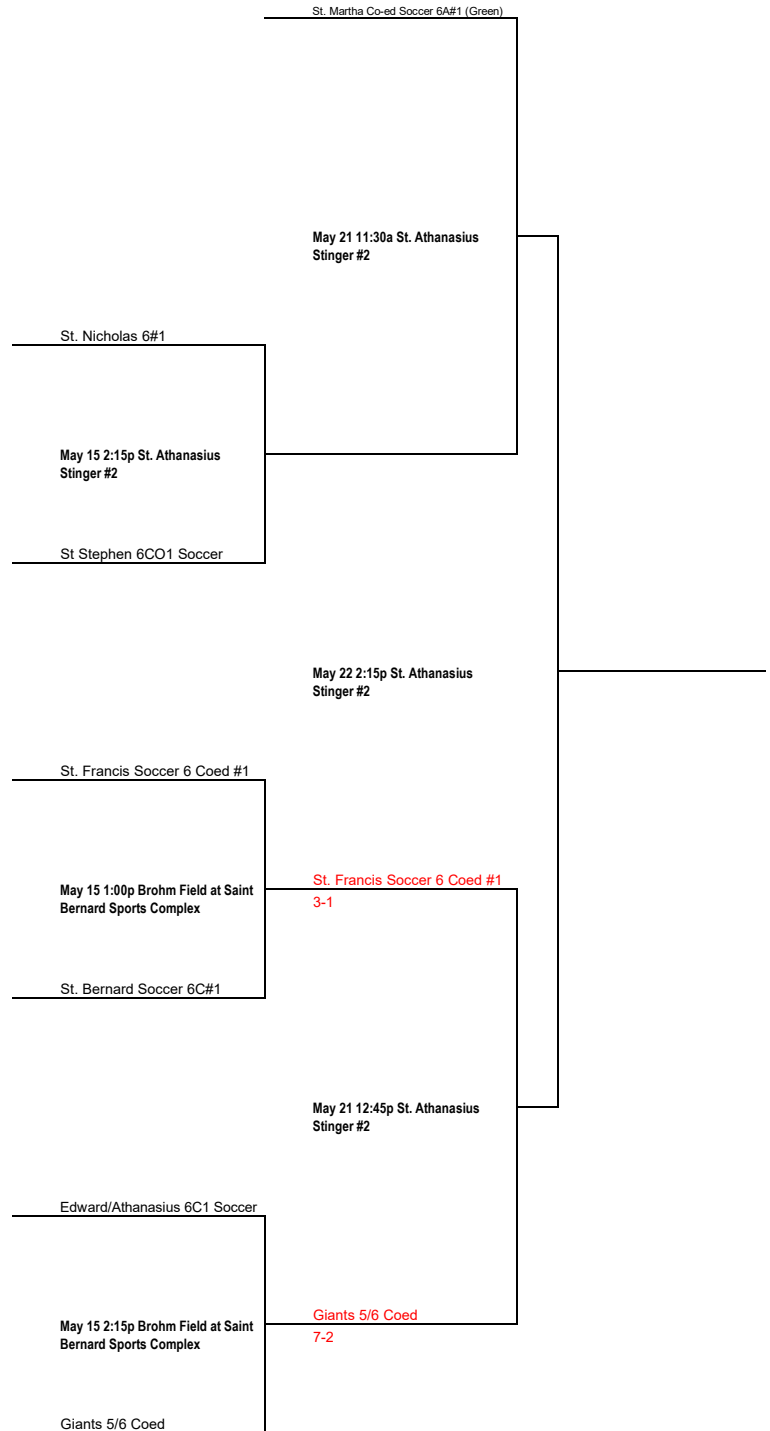 St. Martha Co-ed Soccer 6A#1 (Green)
May 21 11:30a St. Athanasius
Stinger #2
St. Nicholas 6#1
May 15 2:15p St. Athanasius
Stinger #2
St Stephen 6CO1 Soccer
May 22 2:15p St. Athanasius
Stinger #2
St. Francis Soccer 6 Coed #1
May 15 1:00p Brohm Field at Saint
Bernard Sports Complex
St. Francis Soccer 6 Coed #1
3-1
St. Bernard Soccer 6C#1
May 21 12:45p St. Athanasius
Stinger #2
Edward/Athanasius 6C1 Soccer
May 15 2:15p Brohm Field at Saint
Bernard Sports Complex
Giants 5/6 Coed
7-2
Giants 5/6 Coed